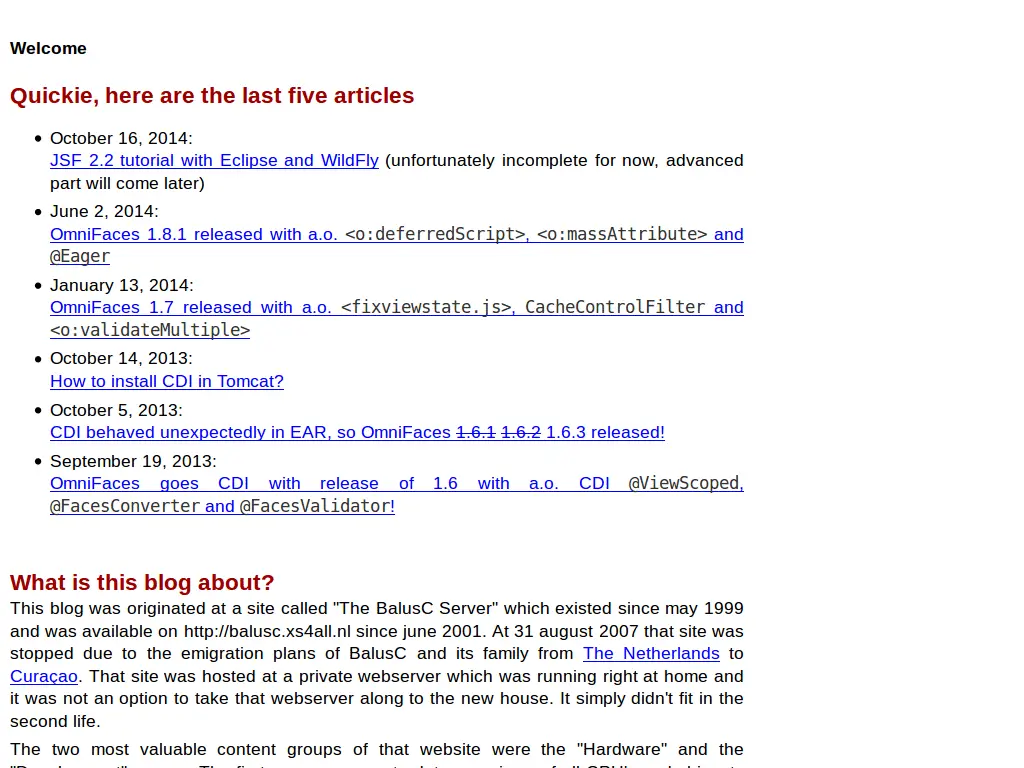 Welcome
Quickie, here are the last five articles
October 16, 2014:
JSF 2.2 tutorial with Eclipse and WildFly (unfortunately incomplete for now, advanced
part will come later)
June 2, 2014:
OmniFaces 1.8.1 released with a.o. <o:deferredScript>, <o:massAttribute> and
@Eager
January 13, 2014:
OmniFaces 1.7 released with a.o. <fixviewstate.js>, CacheControlFilter and
<o:validateMultiple>
October 14, 2013:
How to install CDI in Tomcat?
October 5, 2013:
CDI behaved unexpectedly in EAR, so OmniFaces 1.6.1 1.6.2 1.6.3 released!
September 19, 2013:
OmniFaces goes CDI with release of 1.6 with a.o. CDI @ViewScoped,
@FacesConverter and @FacesValidator!
What is this blog about?
This blog was originated at a site called "The BalusC Server" which existed since may 1999
and was available on http://balusc.xs4all.nl since june 2001. At 31 august 2007 that site was
stopped due to the emigration plans of BalusC and its family from The Netherlands to
Curaçao. That site was hosted at a private webserver which was running right at home and
it was not an option to take that webserver along to the new house. It simply didn't fit in the
second life.
The two most valuable content groups of that website were the "Hardware" and the